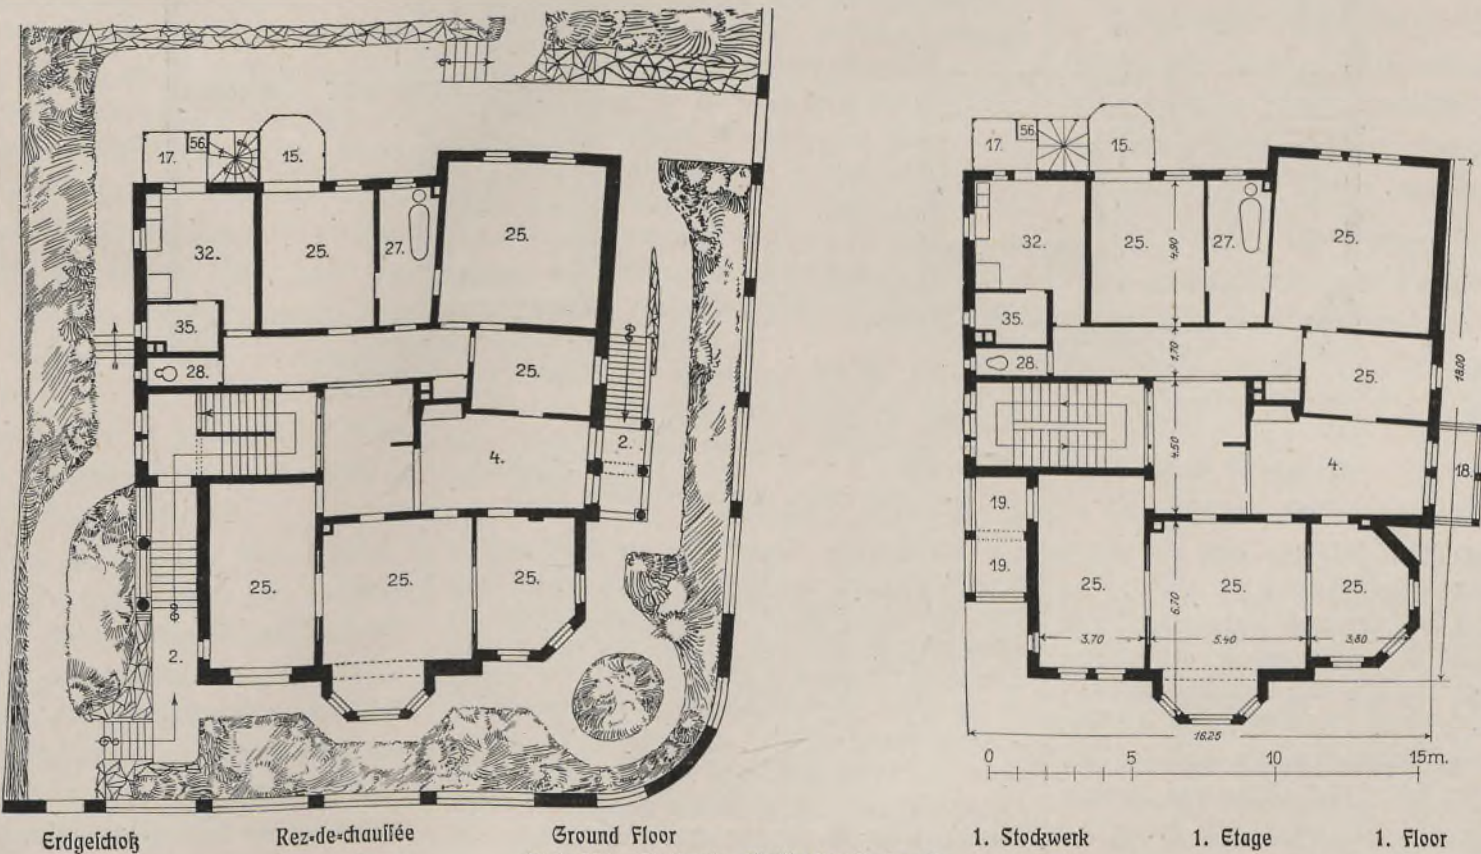 17. 56. 15.
32. 25. 27. 25.
35.
28. 25.
4. 2.
25. 25. 25.
2.
Erdgeschoß Rez-de-chaussée Ground Floor
17. 56. 15.
32. 25. 4,90 27. 25.
35.
28. 1,70 25. 18.00
4,50 4. 18.
19.
19. 25. 6,70 25. 25.
3,70 5.40 3,80
16.25
0 5 10 15 m.
1. Stockwerk 1. Etage 1. Floor